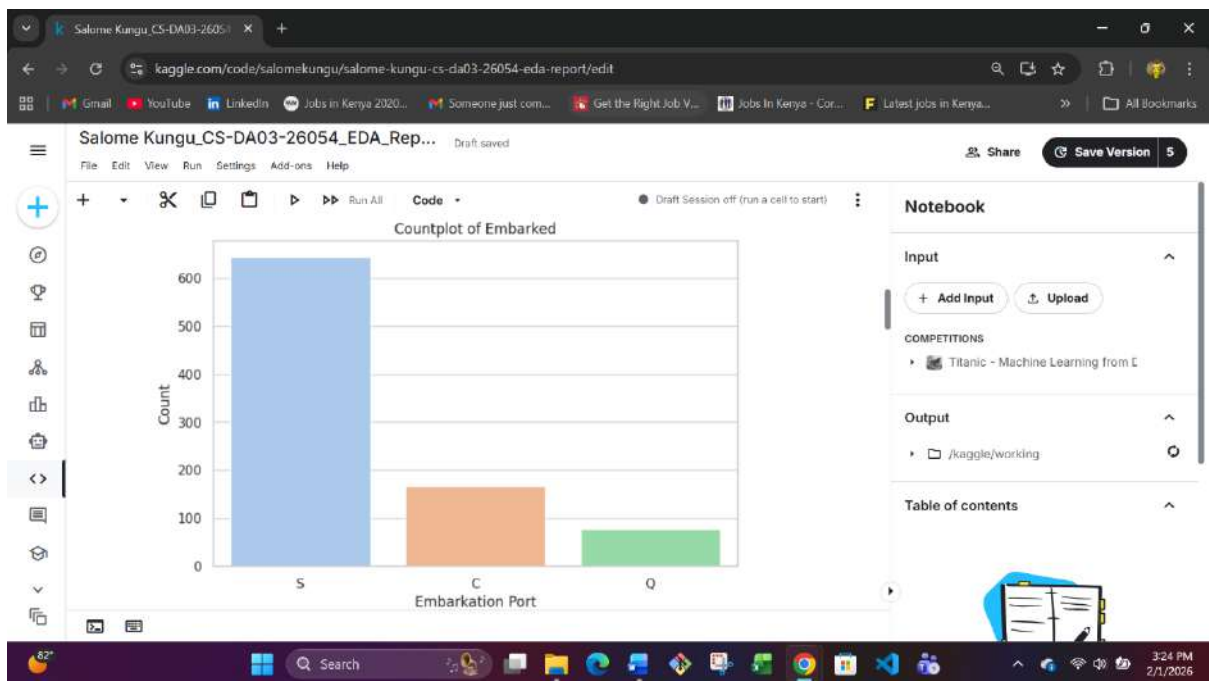 Salome Kungu_CS-DA03-26054
kaggle.com/code/salomekungu/salome-kungu-cs-da03-26054-eda-report/edit
Gmail YouTube LinkedIn Jobs in Kenya 2020... Someone just com... Get the Right Job V... Jobs In Kenya - Cor... Latest jobs in Kenya... » All Bookmarks
Salome Kungu_CS-DA03-26054_EDA_Rep... Draft saved
File Edit View Run Settings Add-ons Help
Share Save Version 5
Run All Code Draft Session off (run a cell to start)
Notebook
Countplot of Embarked
Input
+ Add Input Upload
COMPETITIONS
Titanic - Machine Learning from D
Output
/kaggle/working
Table of contents
600
500
400
300
200
100
0
Count
S C Q
Embarkation Port
82°
Search
3:24 PM
2/1/2026